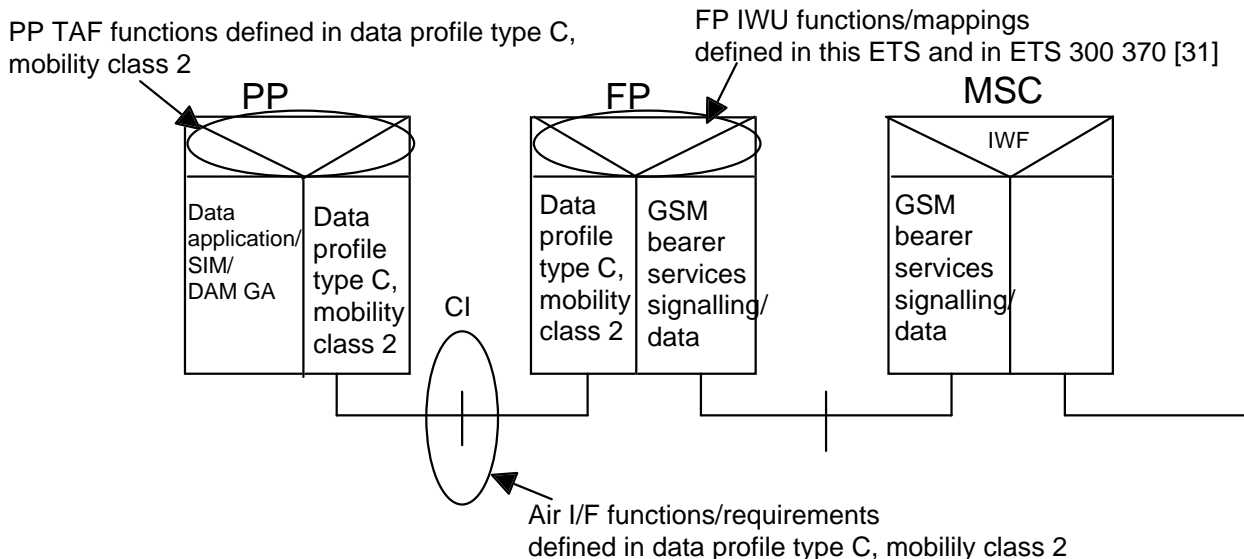 PP TAF functions defined in data profile type C,
mobility class 2
FP IWU functions/mappings
defined in this ETS and in ETS 300 370 [31]
PP
FP
MSC
IWF
Data
application/
SIM/
DAM GA
Data
profile
type C,
mobility
class 2
CI
Data
profile
type C,
mobility
class 2
GSM
bearer
services
signalling/
data
GSM
bearer
services
signalling/
data
Air I/F functions/requirements
defined in data profile type C, mobilily class 2